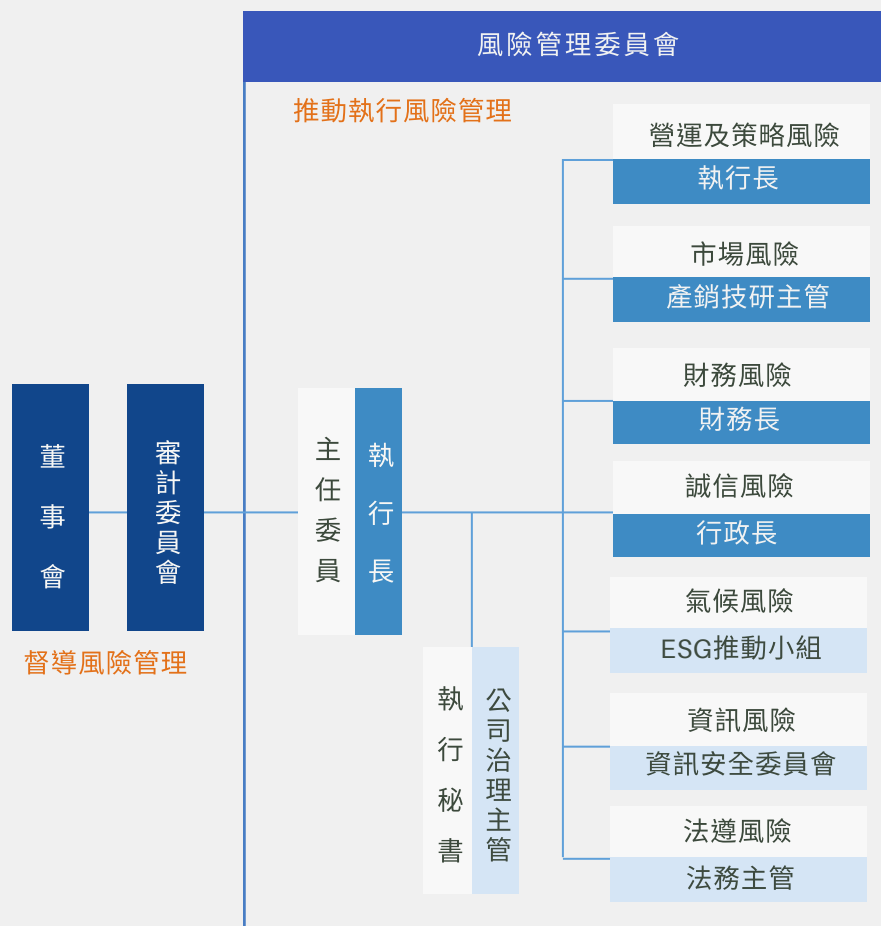 風險管理委員會
推動執行風險管理
董事會
審計委員會
督導風險管理
主任委員
執行長
執行秘書
公司治理主管
營運及策略風險
執行長
市場風險
產銷技研主管
財務風險
財務長
誠信風險
行政長
氣候風險
ESG推動小組
資訊風險
資訊安全委員會
法遵風險
法務主管